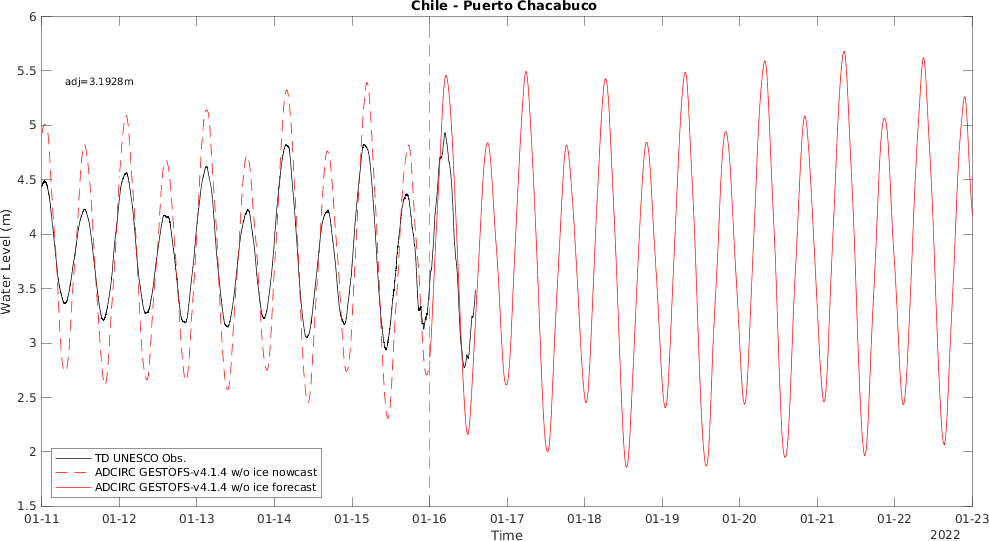 Chile - Puerto Chacabuco
6
5.5
5
4.5
4
3.5
3
2.5
2
1.5
Water Level (m)
adj=3.1928m
TD UNESCO Obs.
ADCIRC GESTOFS-v4.1.4 w/o ice nowcast
ADCIRC GESTOFS-v4.1.4 w/o ice forecast
01-11 01-12 01-13 01-14 01-15 01-16 01-17 01-18 01-19 01-20 01-21 01-22 01-23
Time
2022